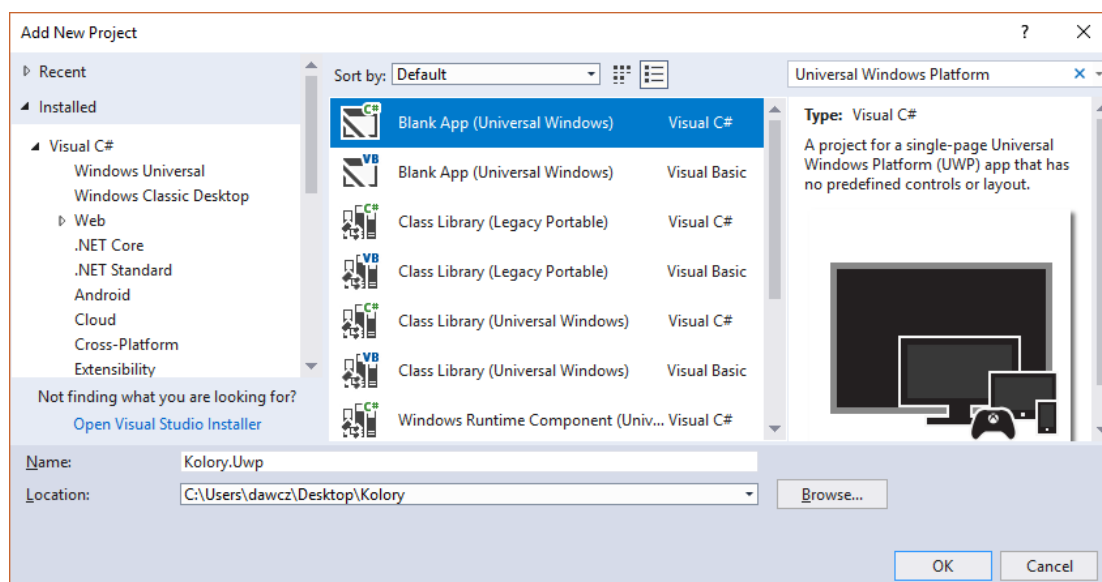 Add New Project
?
Recent
Installed
Visual C#
Windows Universal
Windows Classic Desktop
Web
.NET Core
.NET Standard
Android
Cloud
Cross-Platform
Extensibility
Not finding what you are looking for?
Open Visual Studio Installer
Sort by: Default
C# Blank App (Universal Windows) Visual C#
VB Blank App (Universal Windows) Visual Basic
C# Class Library (Legacy Portable) Visual C#
VB Class Library (Legacy Portable) Visual Basic
C# Class Library (Universal Windows) Visual C#
VB Class Library (Universal Windows) Visual Basic
C# Windows Runtime Component (Univ... Visual C#
Universal Windows Platform
Type: Visual C#
A project for a single-page Universal
Windows Platform (UWP) app that has
no predefined controls or layout.
Name: Kolory.Uwp
Location: C:\Users\dawcz\Desktop\Kolory
Browse...
OK Cancel